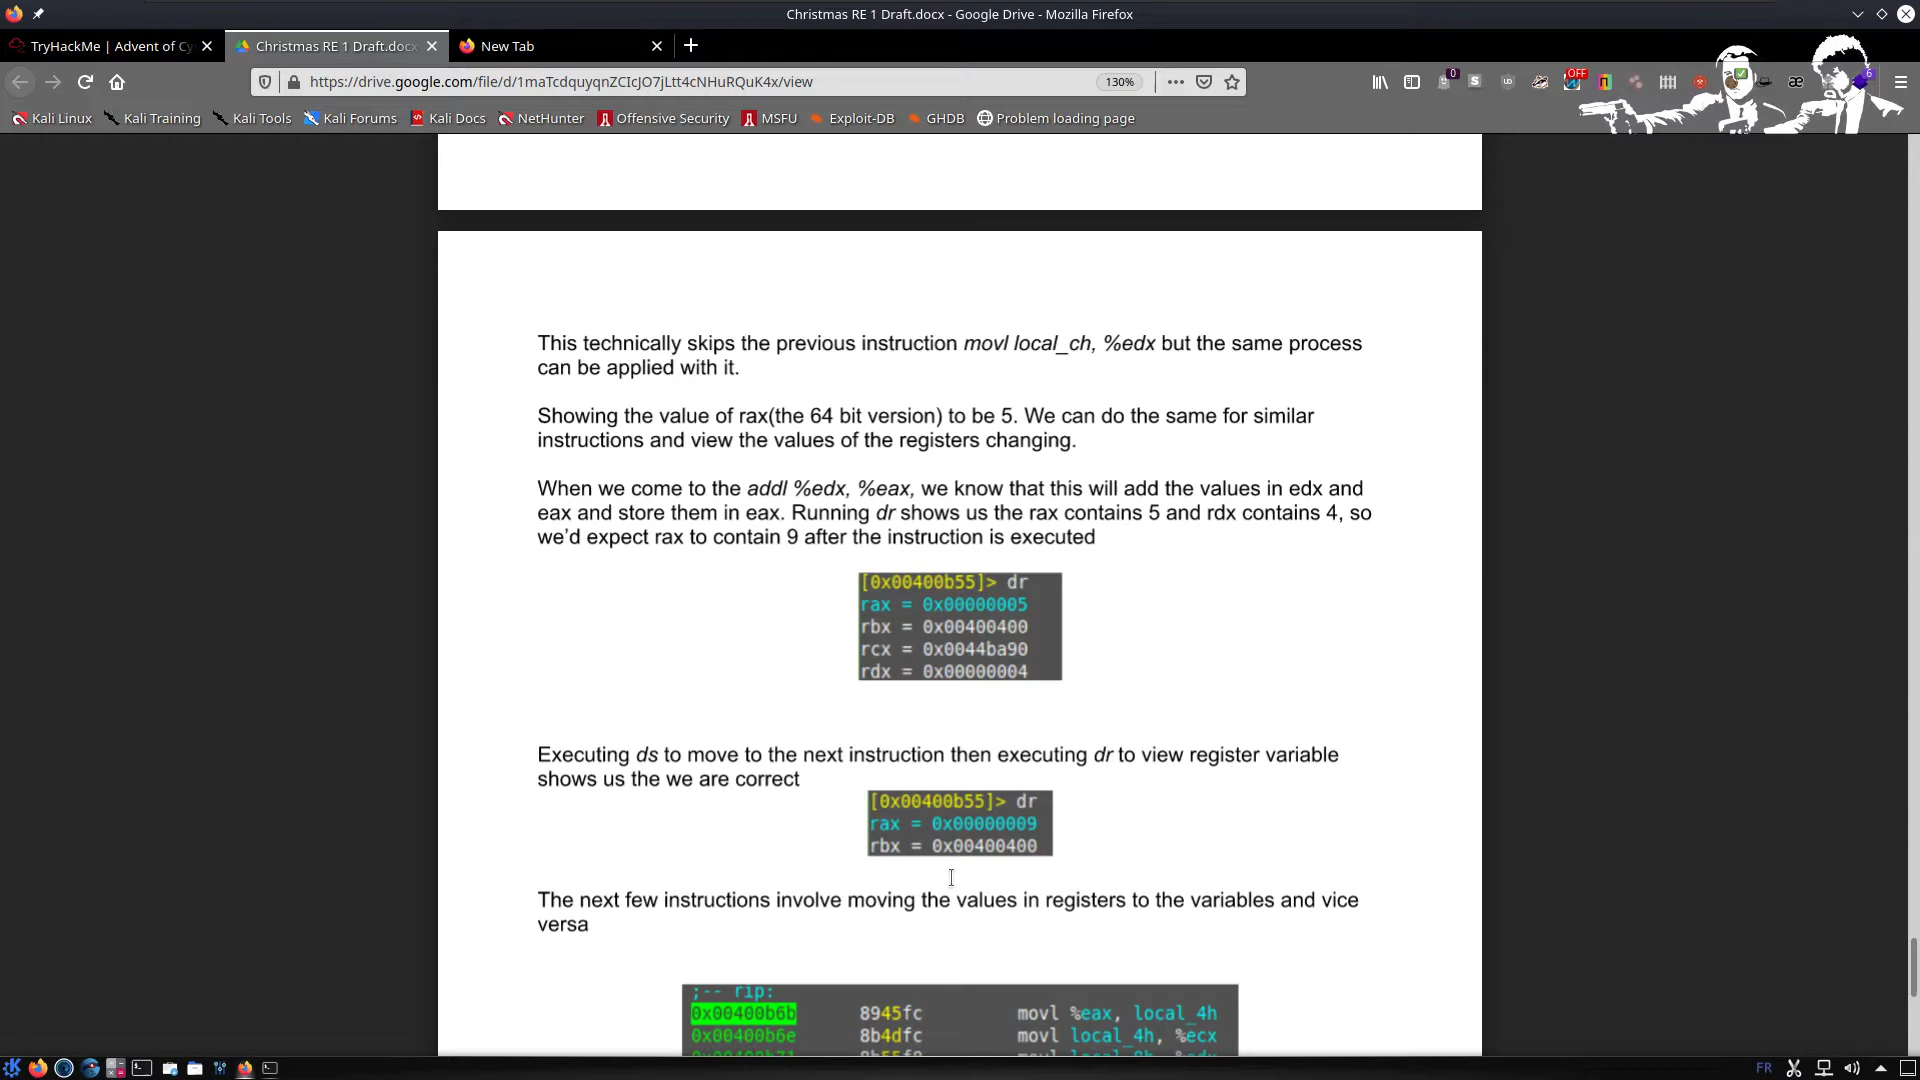 Christmas RE 1 Draft.docx - Google Drive - Mozilla Firefox
TryHackMe | Advent of Cy
Christmas RE 1 Draft.docx
New Tab
https://drive.google.com/file/d/1maTcdquyqnZCIcJO7jLtt4cNHuRQuK4x/view
130%
0
OFF
6
Kali Linux
Kali Training
Kali Tools
Kali Forums
Kali Docs
NetHunter
Offensive Security
MSFU
Exploit-DB
GHDB
Problem loading page
This technically skips the previous instruction movl local_ch, %edx but the same process
can be applied with it.
Showing the value of rax(the 64 bit version) to be 5. We can do the same for similar
instructions and view the values of the registers changing.
When we come to the addl %edx, %eax, we know that this will add the values in edx and
eax and store them in eax. Running dr shows us the rax contains 5 and rdx contains 4, so
we'd expect rax to contain 9 after the instruction is executed
[0x00400b55]> dr
rax = 0x00000005
rbx = 0x00400400
rcx = 0x0044ba90
rdx = 0x00000004
Executing ds to move to the next instruction then executing dr to view register variable
shows us the we are correct
[0x00400b55]> dr
rax = 0x00000009
rbx = 0x00400400
The next few instructions involve moving the values in registers to the variables and vice
versa
;-- rip:
0x00400b6b 8945fc movl %eax, local_4h
0x00400b6e 8b4dfc movl local_4h, %ecx
FR